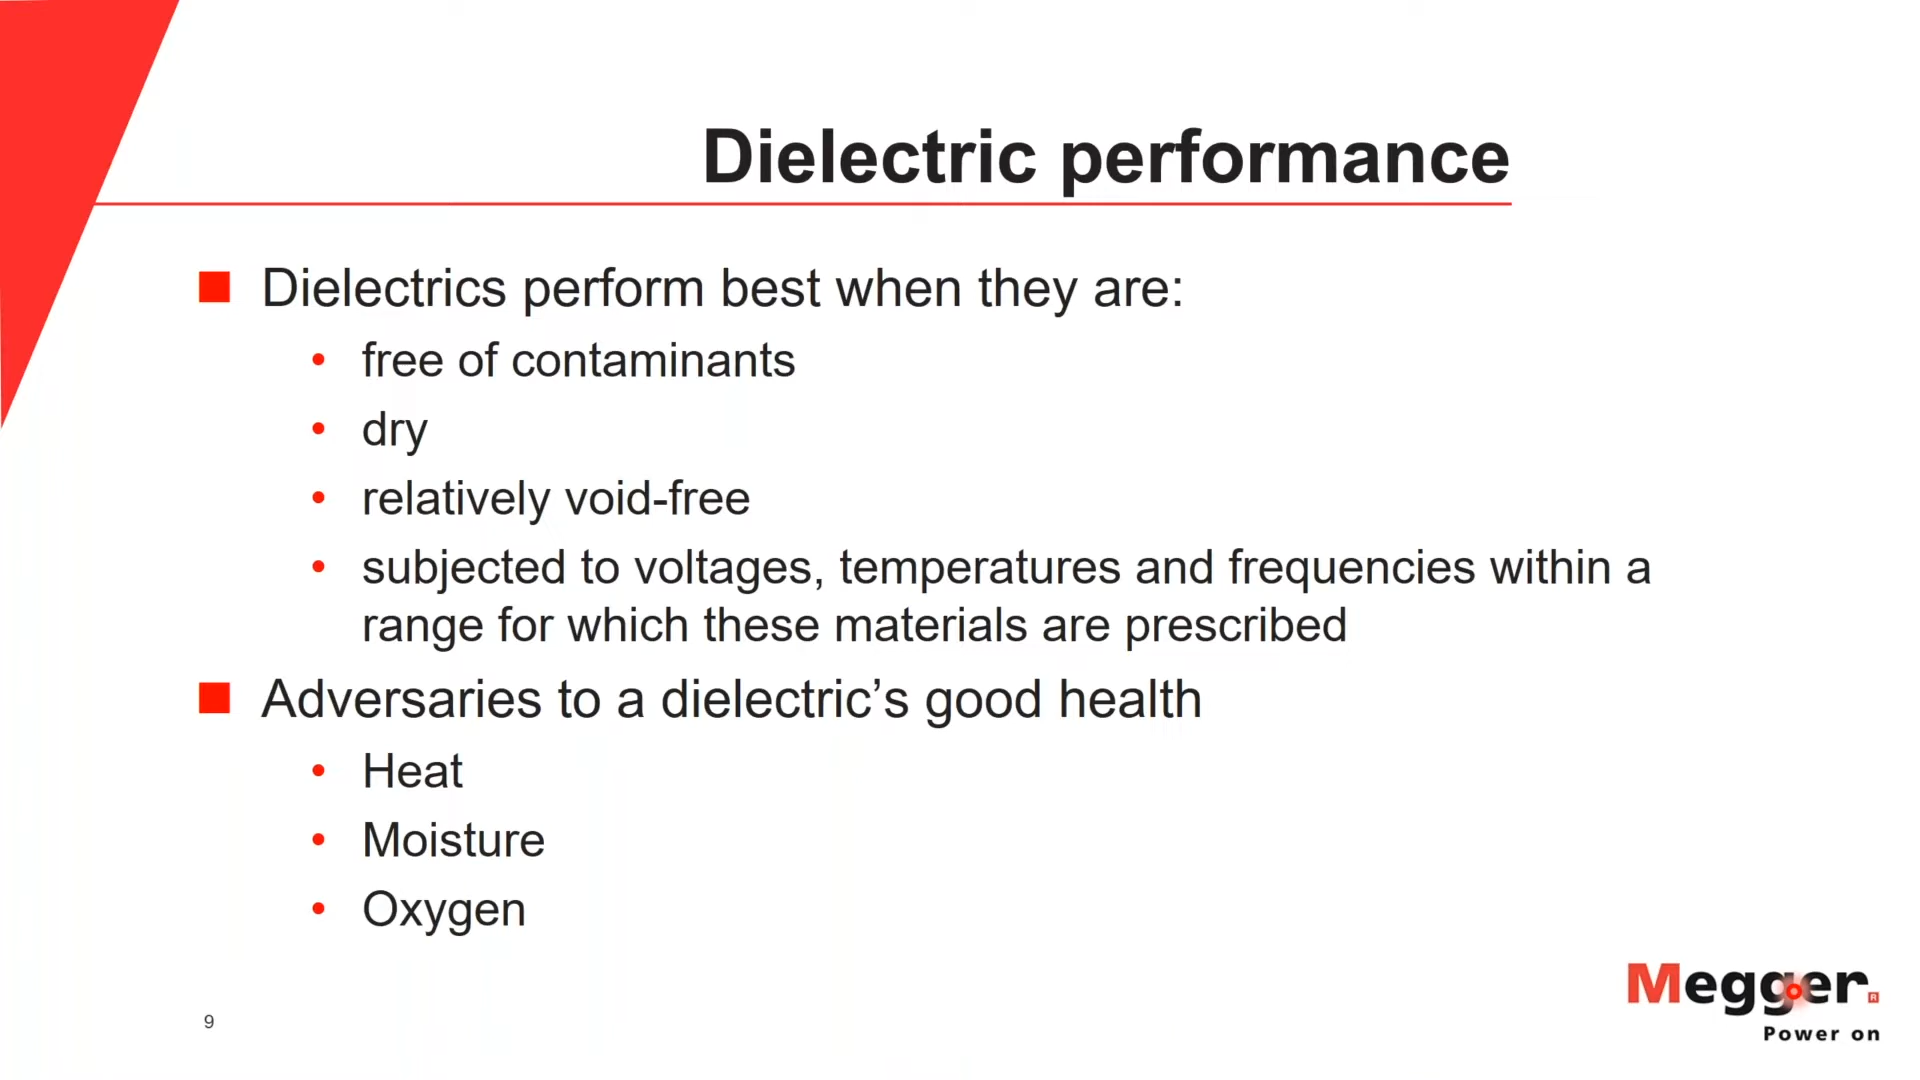 Dielectric performance
Dielectrics perform best when they are:
• free of contaminants
• dry
• relatively void-free
• subjected to voltages, temperatures and frequencies within a
range for which these materials are prescribed
Adversaries to a dielectric’s good health
• Heat
• Moisture
• Oxygen
Megger.®
Power on
9